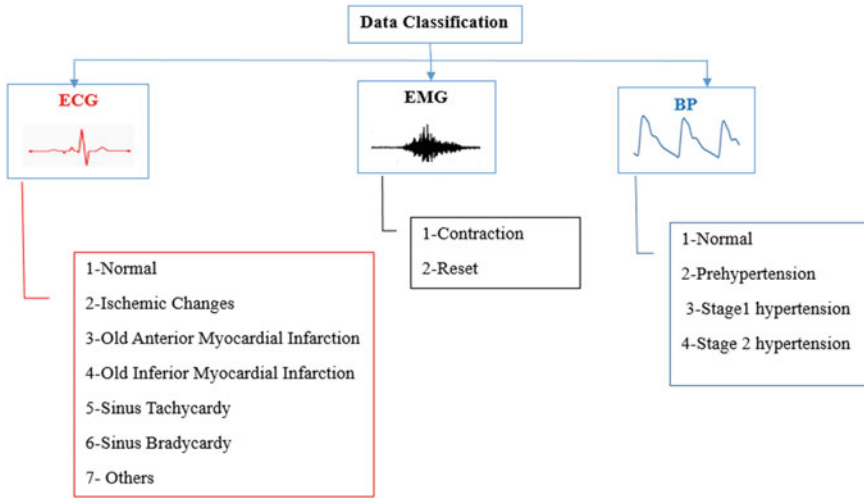 Data Classification
ECG
EMG
BP
1-Normal
2-Ischemic Changes
3-Old Anterior Myocardial Infarction
4-Old Inferior Myocardial Infarction
5-Sinus Tachycardy
6-Sinus Bradycardy
7- Others
1-Contraction
2-Reset
1-Normal
2-Prehypertension
3-Stage1 hypertension
4-Stage 2 hypertension